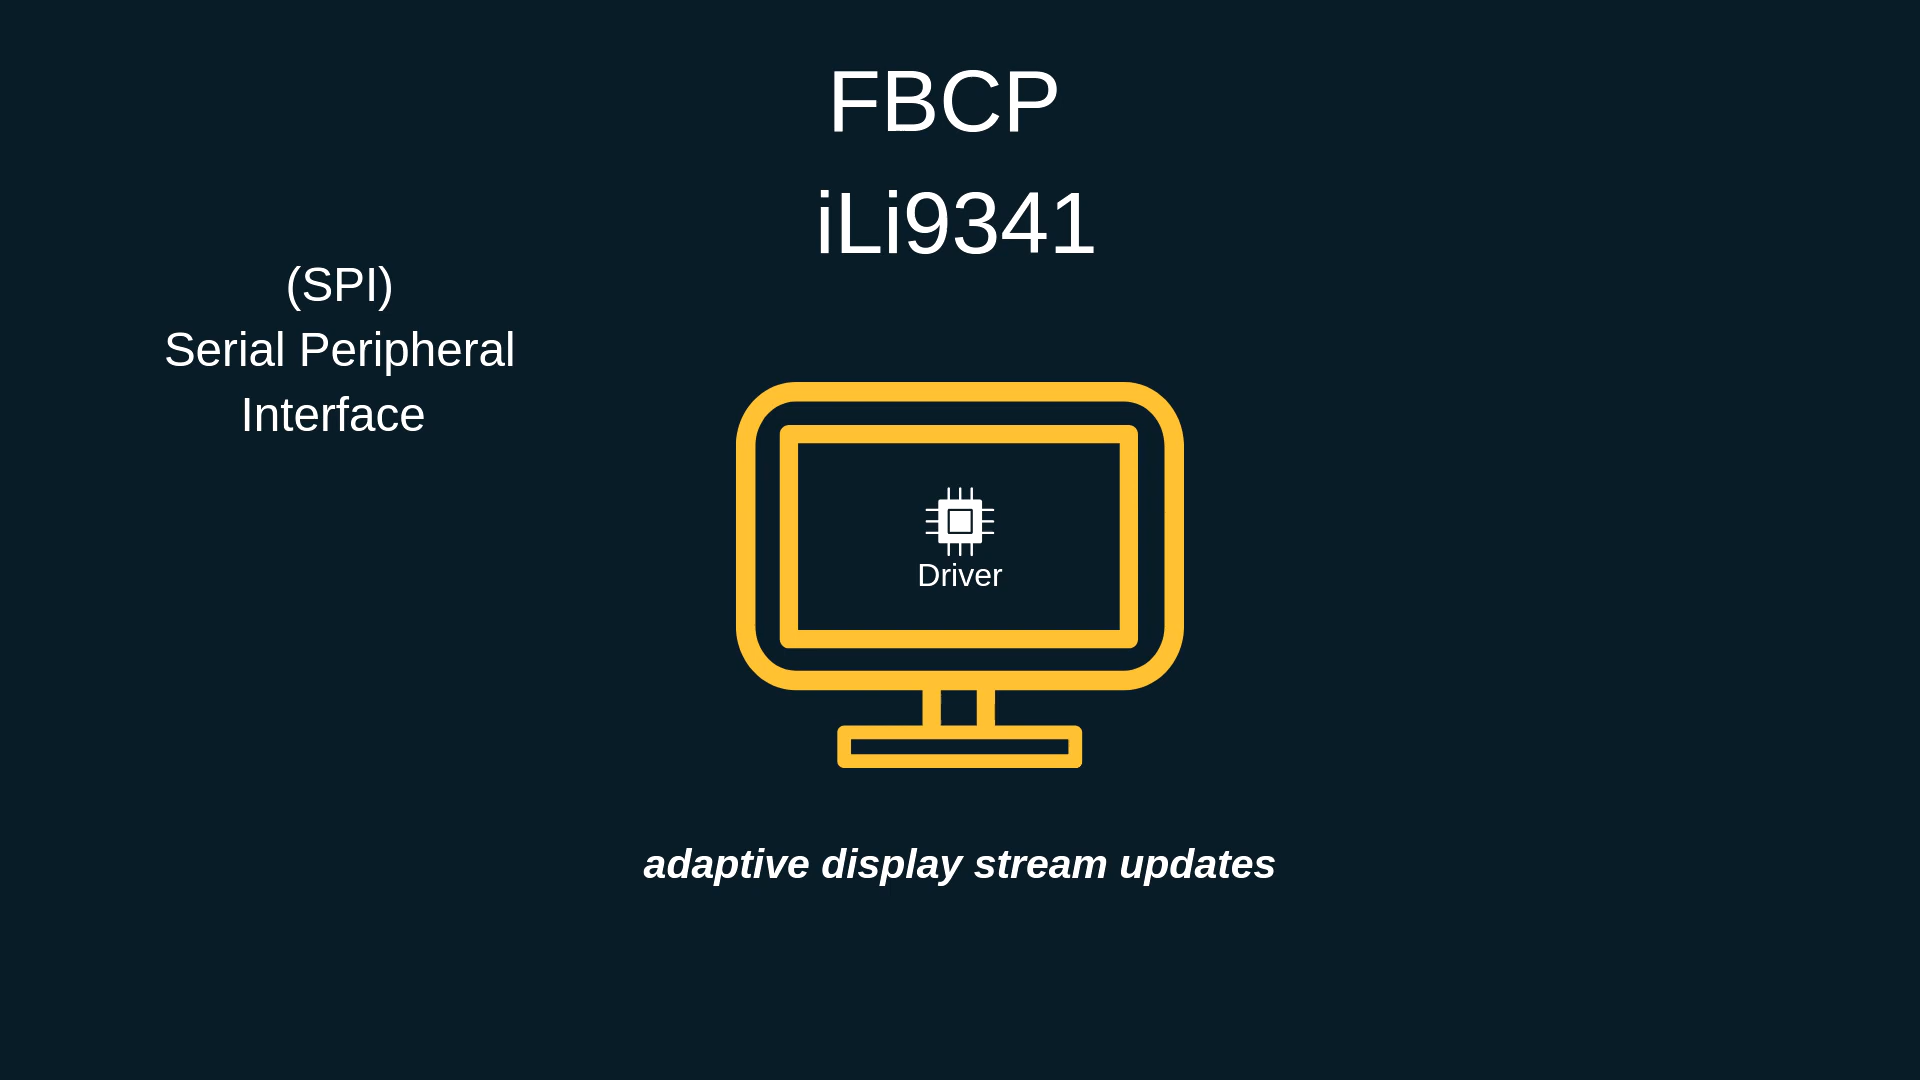 FBCP
iLi9341
(SPI)
Serial Peripheral
Interface
Driver
adaptive display stream updates